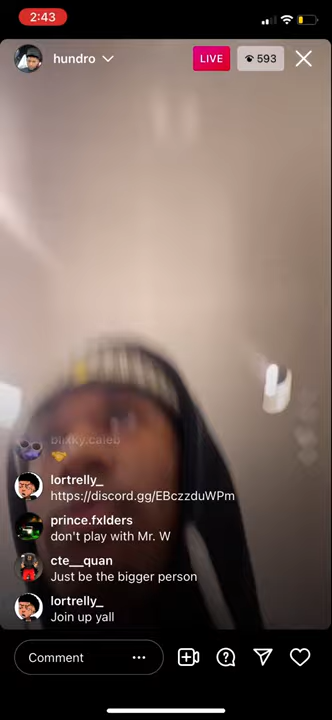 2:43
hundro
LIVE
593
blixky.caleb
lortrelly_
https://discord.gg/EBczzduWPm
prince.fxlders
don't play with Mr. W
cte__quan
Just be the bigger person
lortrelly_
Join up yall
Comment